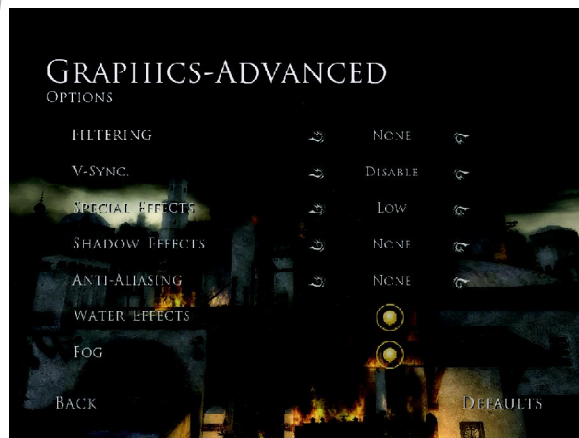 GRAPHICS-ADVANCED
OPTIONS
FILTERING NONE
V-SYNC. DISABLE
SPECIAL EFFECTS LOW
SHADOW EFFECTS NONE
ANTI-ALIASING NONE
WATER EFFECTS
FOG
BACK DEFAULTS